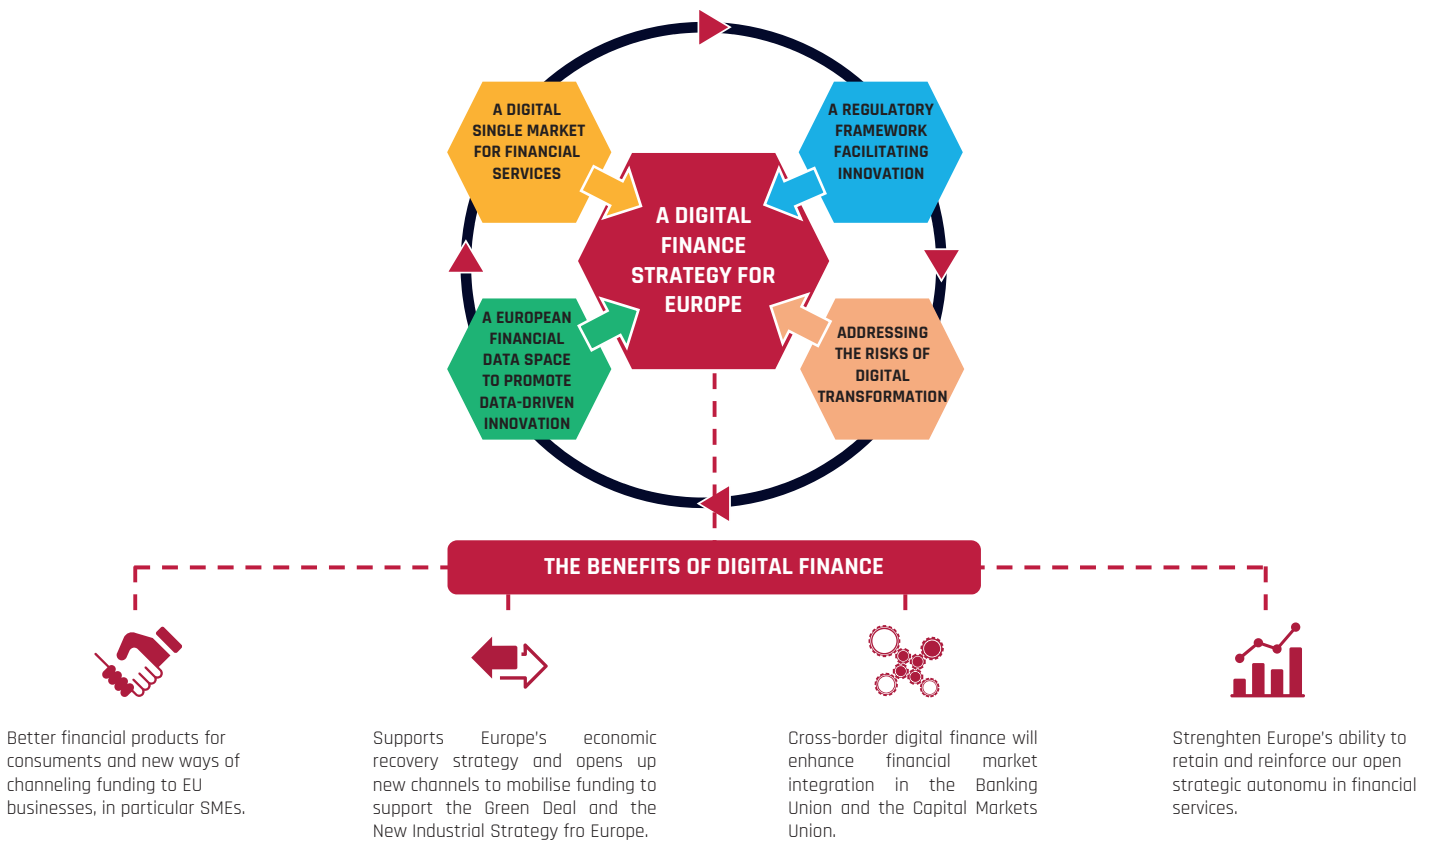 A DIGITAL
SINGLE MARKET
FOR FINANCIAL
SERVICES
A REGULATORY
FRAMEWORK
FACILITATING
INNOVATION
A DIGITAL
FINANCE
STRATEGY FOR
EUROPE
A EUROPEAN
FINANCIAL
DATA SPACE
TO PROMOTE
DATA-DRIVEN
INNOVATION
ADDRESSING
THE RISKS OF
DIGITAL
TRANSFORMATION
THE BENEFITS OF DIGITAL FINANCE
Better financial products for
consuments and new ways of
channeling funding to EU
businesses, in particular SMEs.
Supports Europe's economic
recovery strategy and opens up
new channels to mobilise funding to
support the Green Deal and the
New Industrial Strategy fro Europe.
Cross-border digital finance will
enhance financial market
integration in the Banking
Union and the Capital Markets
Union.
Strenghten Europe's ability to
retain and reinforce our open
strategic autonomu in financial
services.